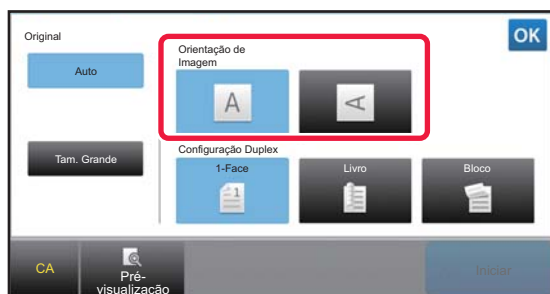 Original
OK
Auto
Tam. Grande
Orientação de
Imagem
A
A
Configuração Duplex
1-Face
1
Livro
Bloco
CA
Pré-
visualização
Iniciar